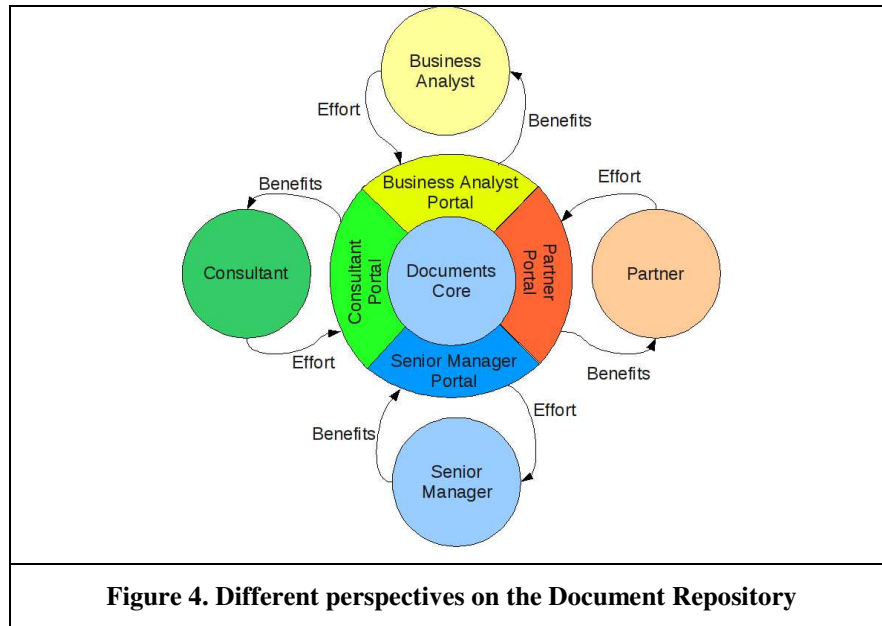 Business
Analyst
Effort
Benefits
Benefits
Business Analyst
Portal
Effort
Consultant
Consultant
Portal
Documents
Core
Partner
Portal
Partner
Effort
Senior Manager
Portal
Benefits
Benefits
Effort
Senior
Manager
Figure 4. Different perspectives on the Document Repository